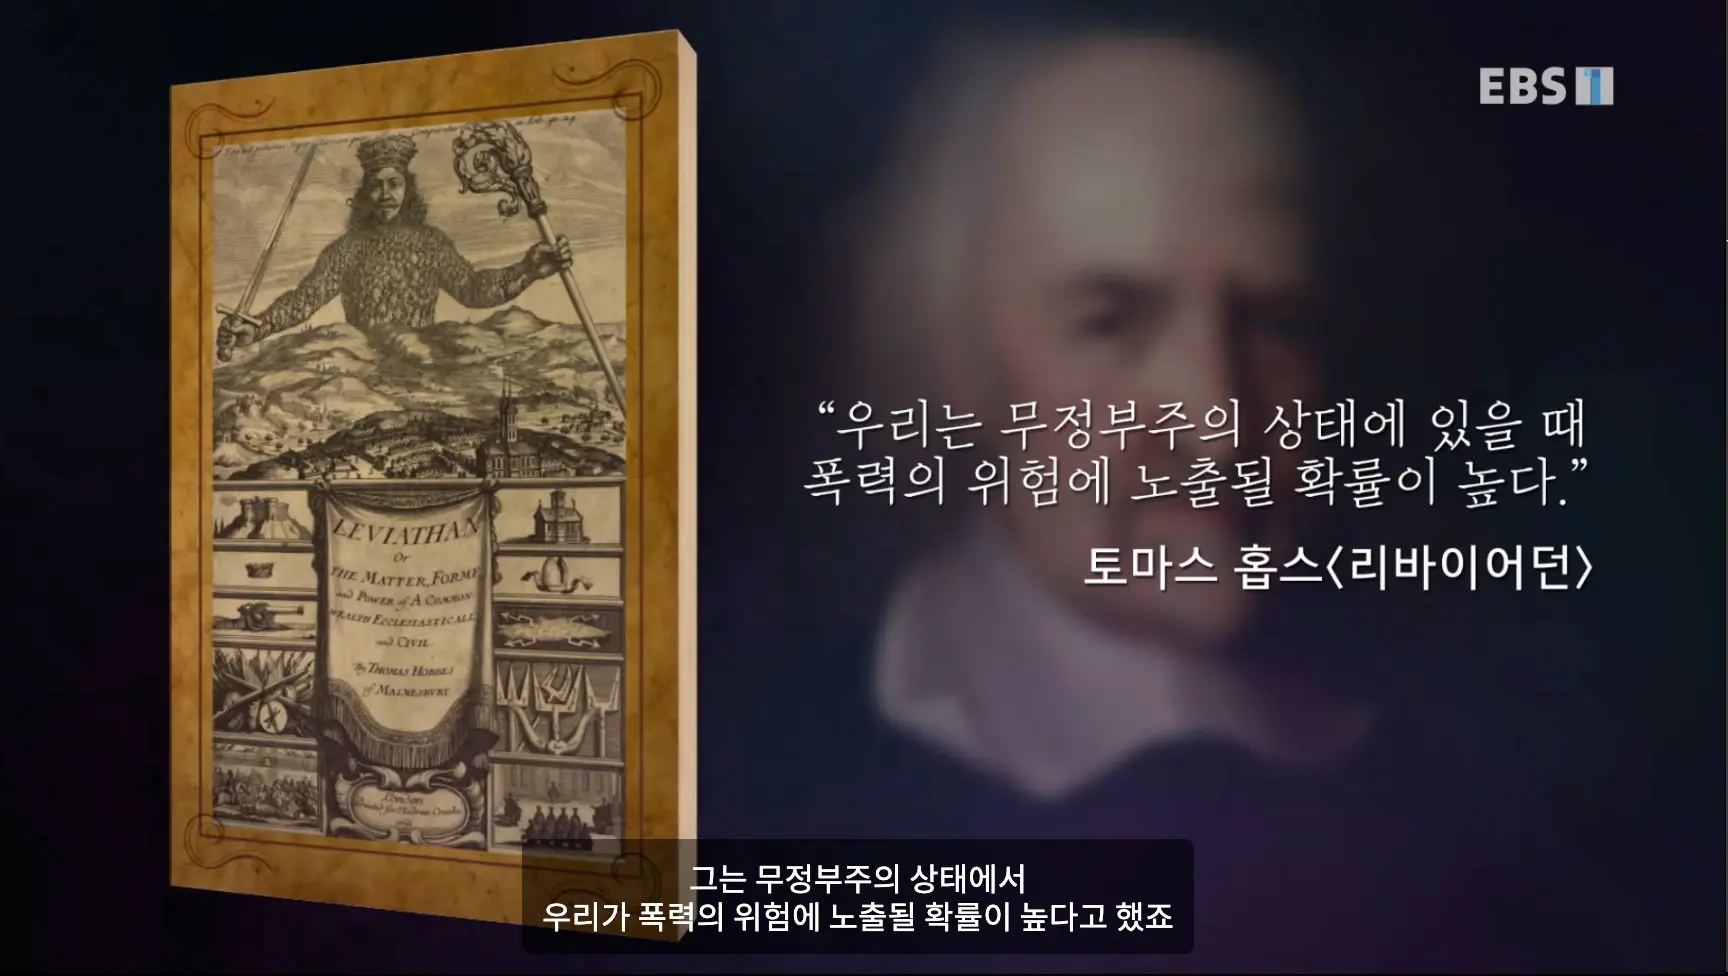 EBS 1
“우리는 무정부주의 상태에 있을 때
폭력의 위험에 노출될 확률이 높다.”
토마스 홉스<리바이어던>
LEVIATHAN
Or
THE MATTER, FORME
and POWER of A COMMON-
WEALTH ECCLESIASTICALL
and CIVIL.
By THOMAS HOBBES
of MALMESBVRY.
London
그는 무정부주의 상태에서
우리가 폭력의 위험에 노출될 확률이 높다고 했죠